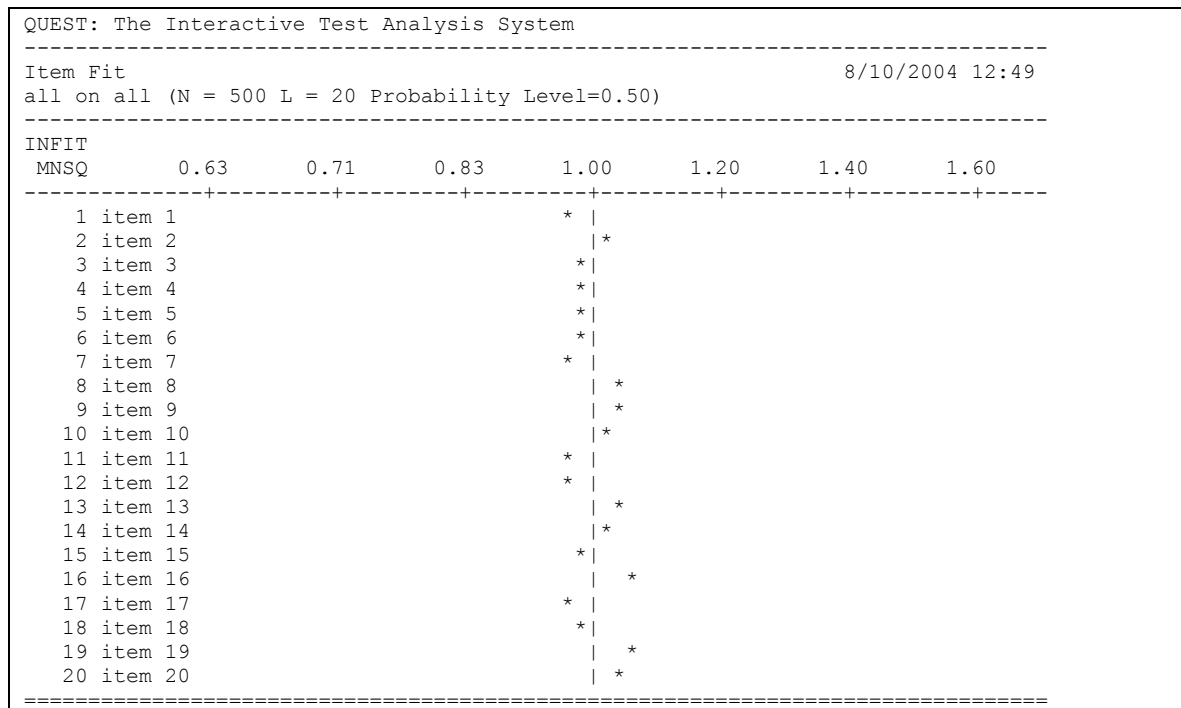 QUEST: The Interactive Test Analysis System
--------------------------------------------------------------------------------
Item Fit                                                        8/10/2004 12:49
all on all (N = 500 L = 20 Probability Level=0.50)
--------------------------------------------------------------------------------
INFIT
 MNSQ       0.63      0.71      0.83      1.00      1.20      1.40      1.60
--------------+---------+---------+---------+---------+---------+---------+-----
    1 item 1                              * |
    2 item 2                                |*
    3 item 3                               *|
    4 item 4                               *|
    5 item 5                               *|
    6 item 6                               *|
    7 item 7                              * |
    8 item 8                                | *
    9 item 9                                | *
   10 item 10                               |*
   11 item 11                             * |
   12 item 12                             * |
   13 item 13                               | *
   14 item 14                               |*
   15 item 15                              *|
   16 item 16                               |  *
   17 item 17                             * |
   18 item 18                              *|
   19 item 19                               |  *
   20 item 20                               | *
================================================================================